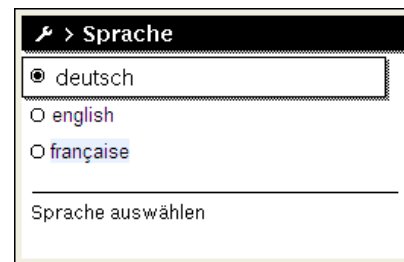 > Sprache
deutsch
english
française
Sprache auswählen